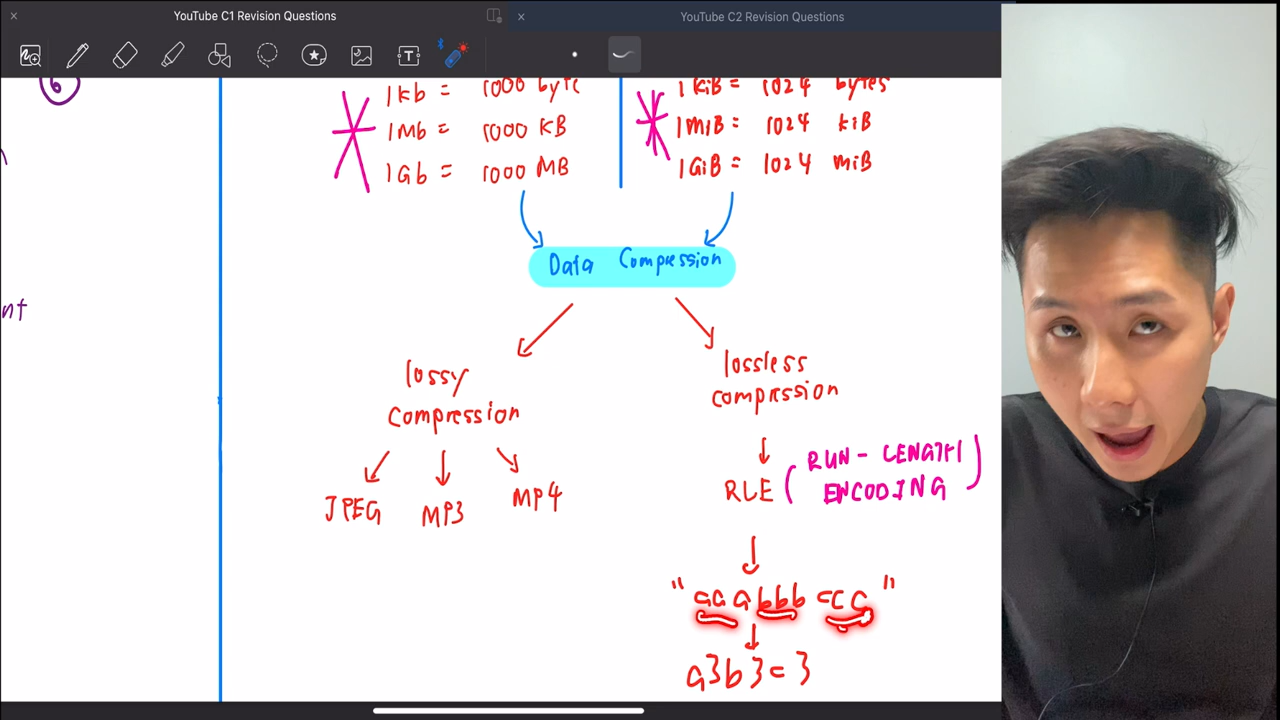 YouTube C1 Revision Questions
YouTube C2 Revision Questions
6
1kb = 1000 byte
1Mb = 1000 KB
1Gb = 1000 MB
1kiB = 1024 bytes
1miB = 1024 kiB
1GiB = 1024 miB
Data Compression
nt
lossy
compression
JPEG MP3 MP4
lossless
compression
RLE (RUN-LENGTH
ENCODING)
"aaabbbccc"
a3b3c3